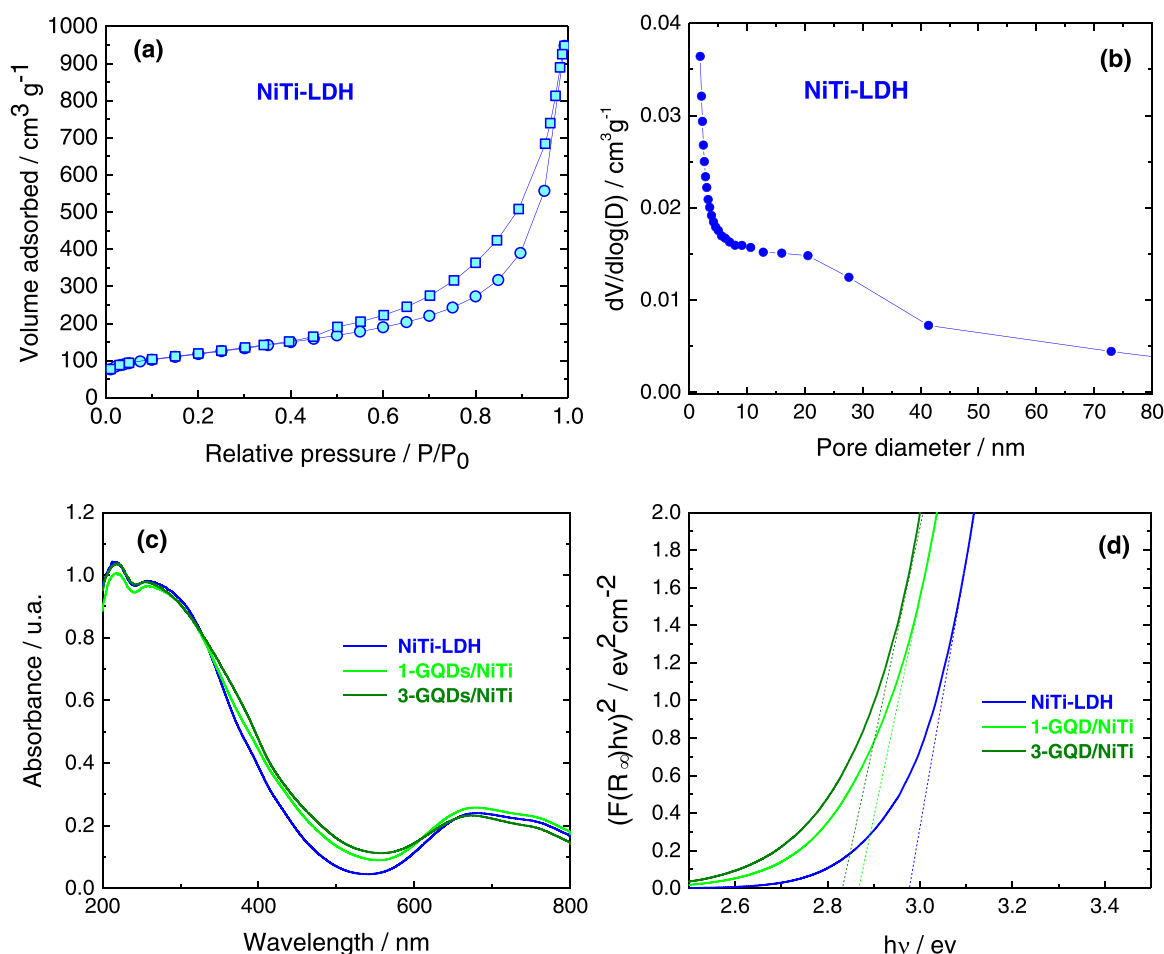 (a)
NiTi-LDH
Volume adsorbed / cm³ g⁻¹
1000
900
800
700
600
500
400
300
200
100
0
0.0 0.2 0.4 0.6 0.8 1.0
Relative pressure / P/P₀
(b)
NiTi-LDH
dV/dlog(D) / cm³g⁻¹
0.04
0.03
0.02
0.01
0.00
0 10 20 30 40 50 60 70 80
Pore diameter / nm
(c)
Absorbance / u.a.
1.2
1.0
0.8
0.6
0.4
0.2
0.0
NiTi-LDH
1-GQDs/NiTi
3-GQDs/NiTi
200 400 600 800
Wavelength / nm
(d)
(F(R∞)hν)² / ev²cm⁻²
2.0
1.8
1.6
1.4
1.2
1.0
0.8
0.6
0.4
0.2
0.0
NiTi-LDH
1-GQD/NiTi
3-GQD/NiTi
2.6 2.8 3.0 3.2 3.4
hν / ev